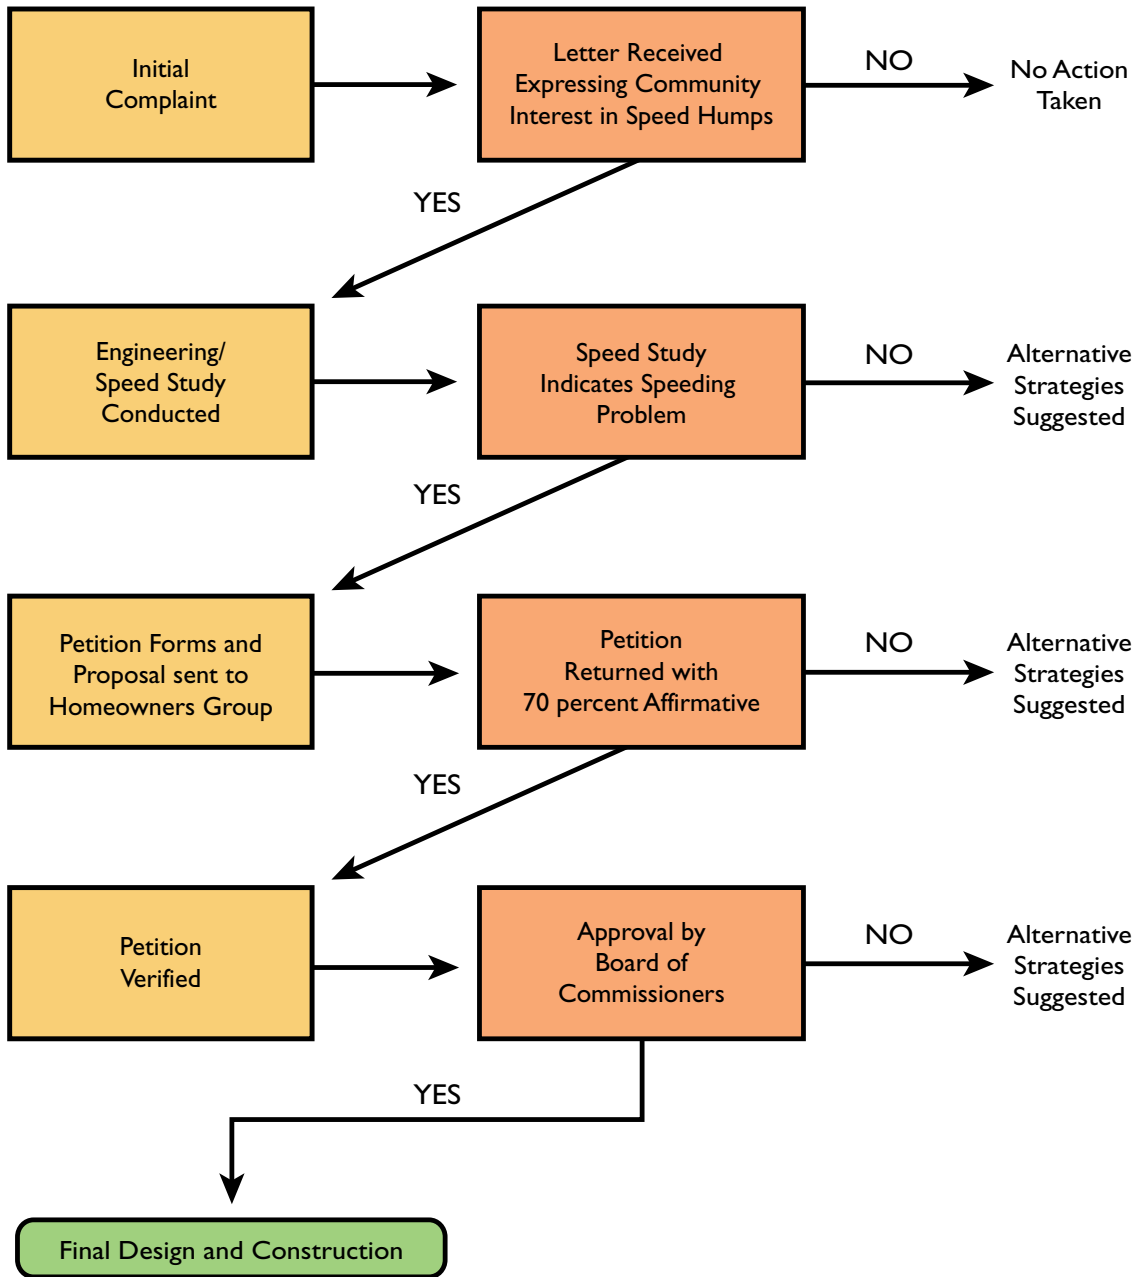 Initial
Complaint
Letter Received
Expressing Community
Interest in Speed Humps
NO
No Action
Taken
YES
Engineering/
Speed Study
Conducted
Speed Study
Indicates Speeding
Problem
NO
Alternative
Strategies
Suggested
YES
Petition Forms and
Proposal sent to
Homeowners Group
Petition
Returned with
70 percent Affirmative
NO
Alternative
Strategies
Suggested
YES
Petition
Verified
Approval by
Board of
Commissioners
NO
Alternative
Strategies
Suggested
YES
Final Design and Construction